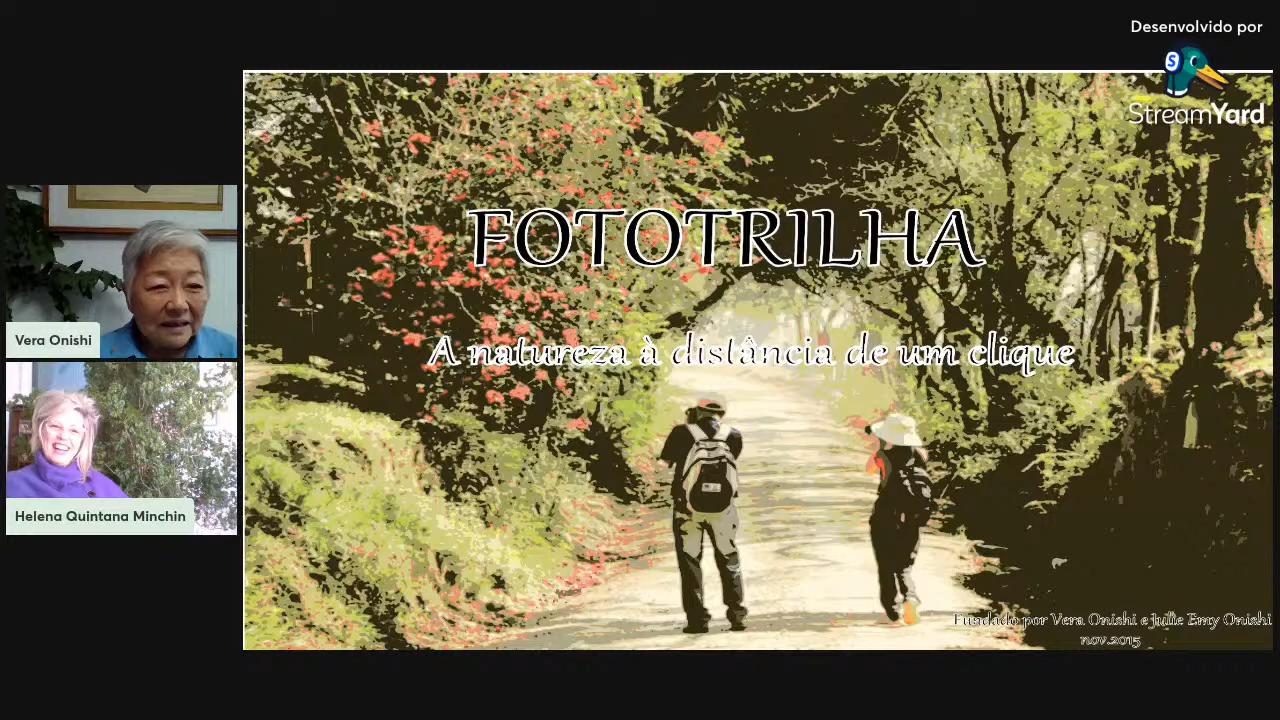 Desenvolvido por
StreamYard
FOTOTRILHA
A natureza à distância de um clique
Vera Onishi
Helena Quintana Minchin
Fundado por Vera Onishi e Julie Emy Onishi
nov.2015